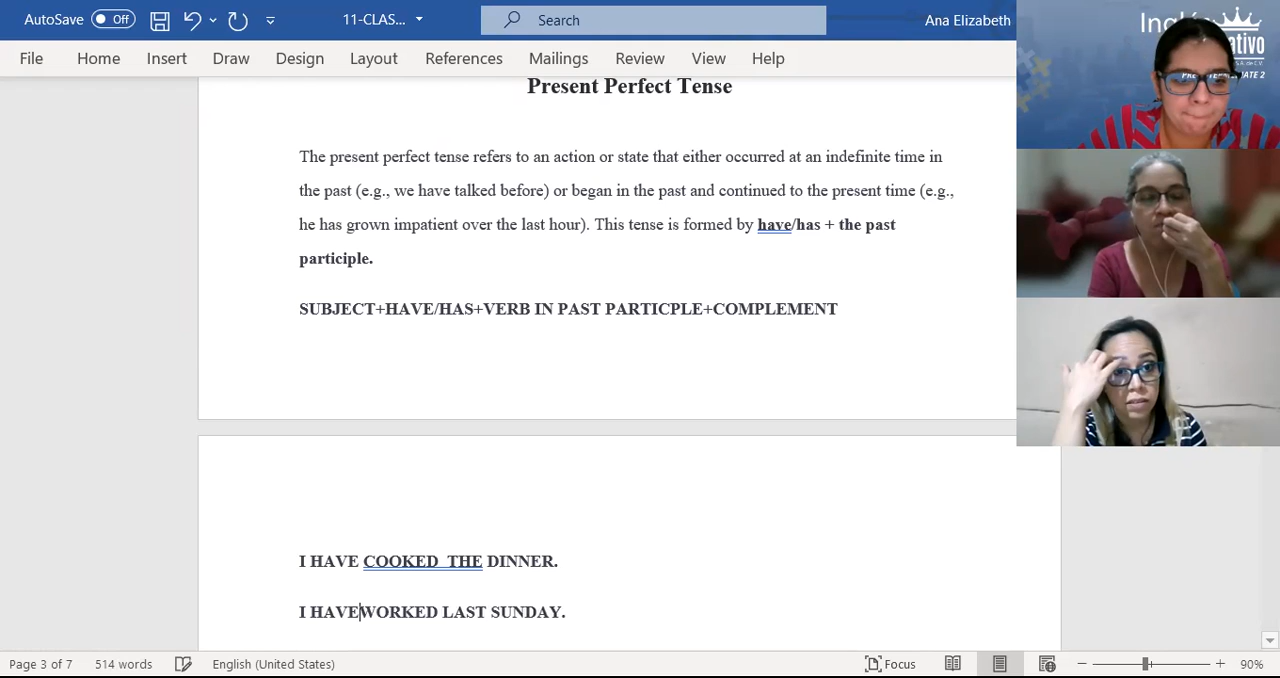 AutoSave Off 11-CLAS... Search Ana Elizabeth
File Home Insert Draw Design Layout References Mailings Review View Help
Present Perfect Tense
The present perfect tense refers to an action or state that either occurred at an indefinite time in
the past (e.g., we have talked before) or began in the past and continued to the present time (e.g.,
he has grown impatient over the last hour). This tense is formed by have/has + the past
participle.
SUBJECT+HAVE/HAS+VERB IN PAST PARTICPLE+COMPLEMENT
I HAVE COOKED THE DINNER.
I HAVEWORKED LAST SUNDAY.
Page 3 of 7 514 words English (United States) Focus 90%